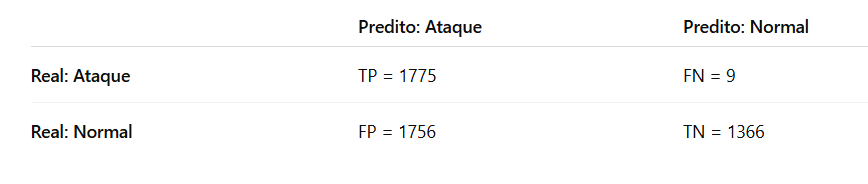 Predito: Ataque Predito: Normal
Real: Ataque TP = 1775 FN = 9
Real: Normal FP = 1756 TN = 1366